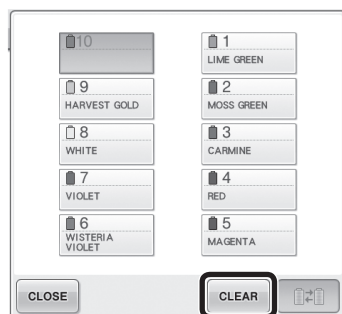 10
1
LIME GREEN
9
HARVEST GOLD
2
MOSS GREEN
8
WHITE
3
CARMINE
7
VIOLET
4
RED
6
WISTERIA
VIOLET
5
MAGENTA
CLOSE
CLEAR